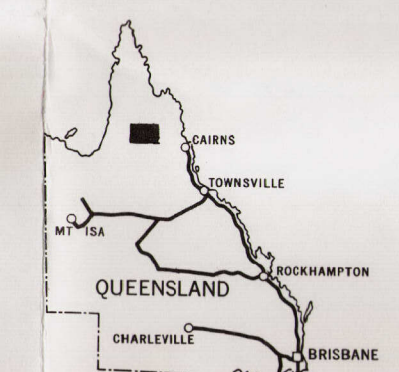 CAIRNS
TOWNSVILLE
MT ISA
ROCKHAMPTON
QUEENSLAND
CHARLEVILLE
BRISBANE